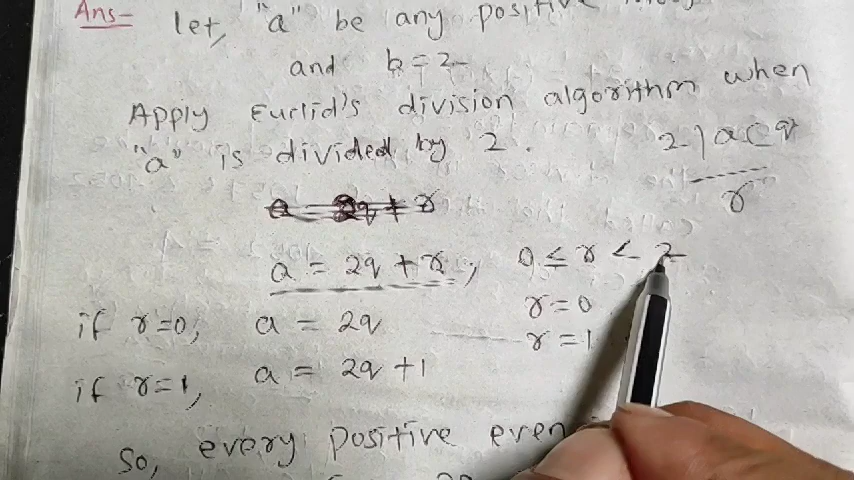 Ans- let, "a" be any positive
and b = 2
Apply Euclid's division algorithm when
"a" is divided by 2. 2)a(q
r
a = 2q + r, 0 ≤ r < 2
r = 0
if r=0, a = 2q
r = 1
if r=1, a = 2q + 1
So, every positive even